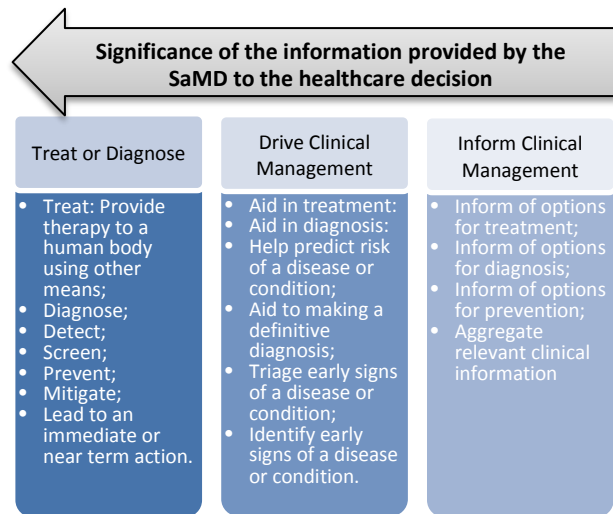 Significance of the information provided by the
SaMD to the healthcare decision
Treat or Diagnose
• Treat: Provide
therapy to a
human body
using other
means;
• Diagnose;
• Detect;
• Screen;
• Prevent;
• Mitigate;
• Lead to an
immediate or
near term action.
Drive Clinical
Management
• Aid in treatment:
• Aid in diagnosis:
• Help predict risk
of a disease or
condition;
• Aid to making a
definitive
diagnosis;
• Triage early signs
of a disease or
condition;
• Identify early
signs of a disease
or condition.
Inform Clinical
Management
• Inform of options
for treatment;
• Inform of options
for diagnosis;
• Inform of options
for prevention;
• Aggregate
relevant clinical
information